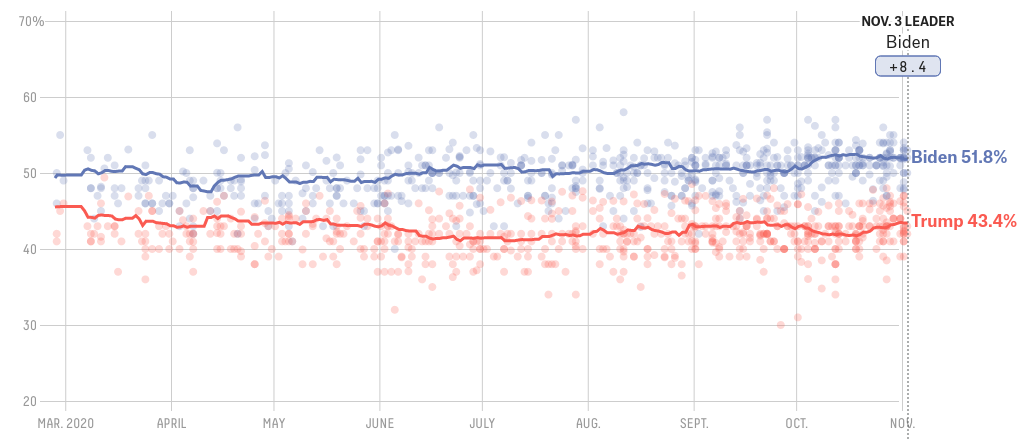 70%
NOV. 3 LEADER
Biden
+8.4
60
Biden 51.8%
50
Trump 43.4%
40
30
20
MAR. 2020 APRIL MAY JUNE JULY AUG. SEPT. OCT. NOV.